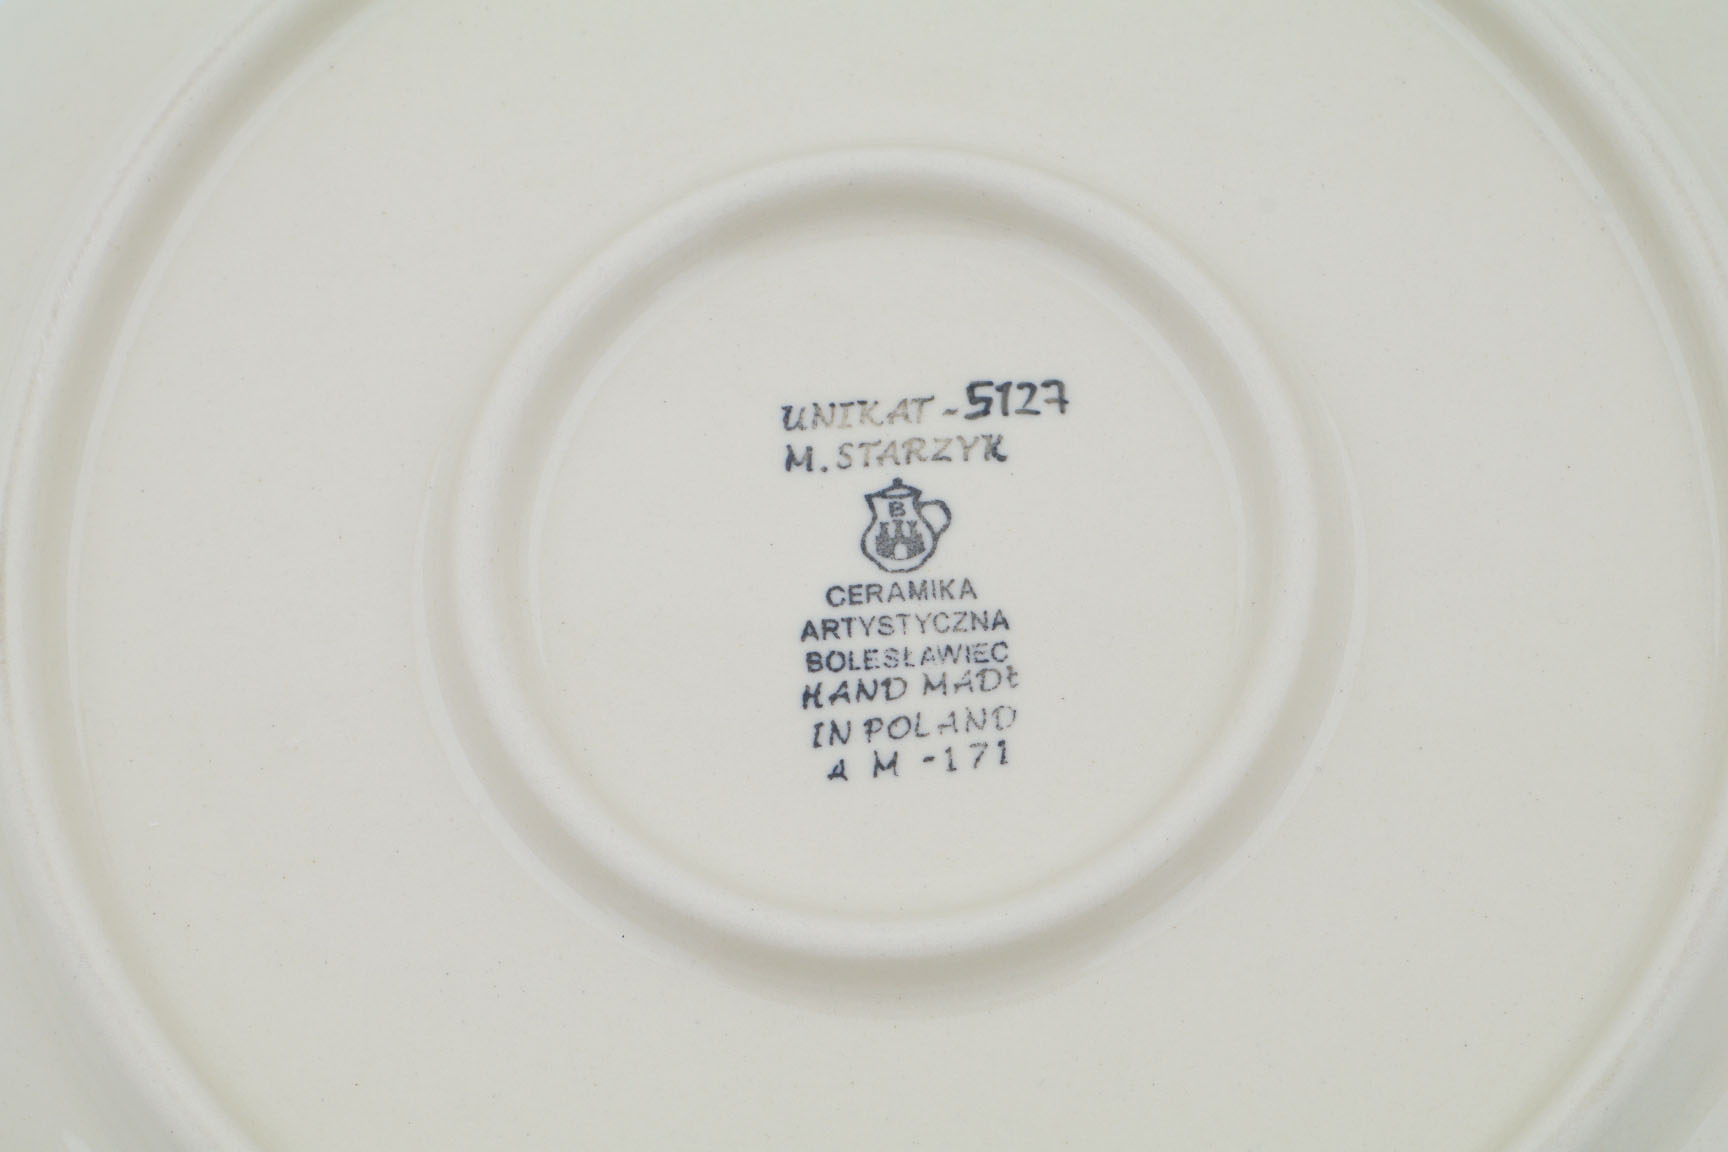 UNIKAT - 5127
M. STARZYK
B
CERAMIKA
ARTYSTYCZNA
BOLESŁAWIEC
HAND MADE
IN POLAND
A M - 171